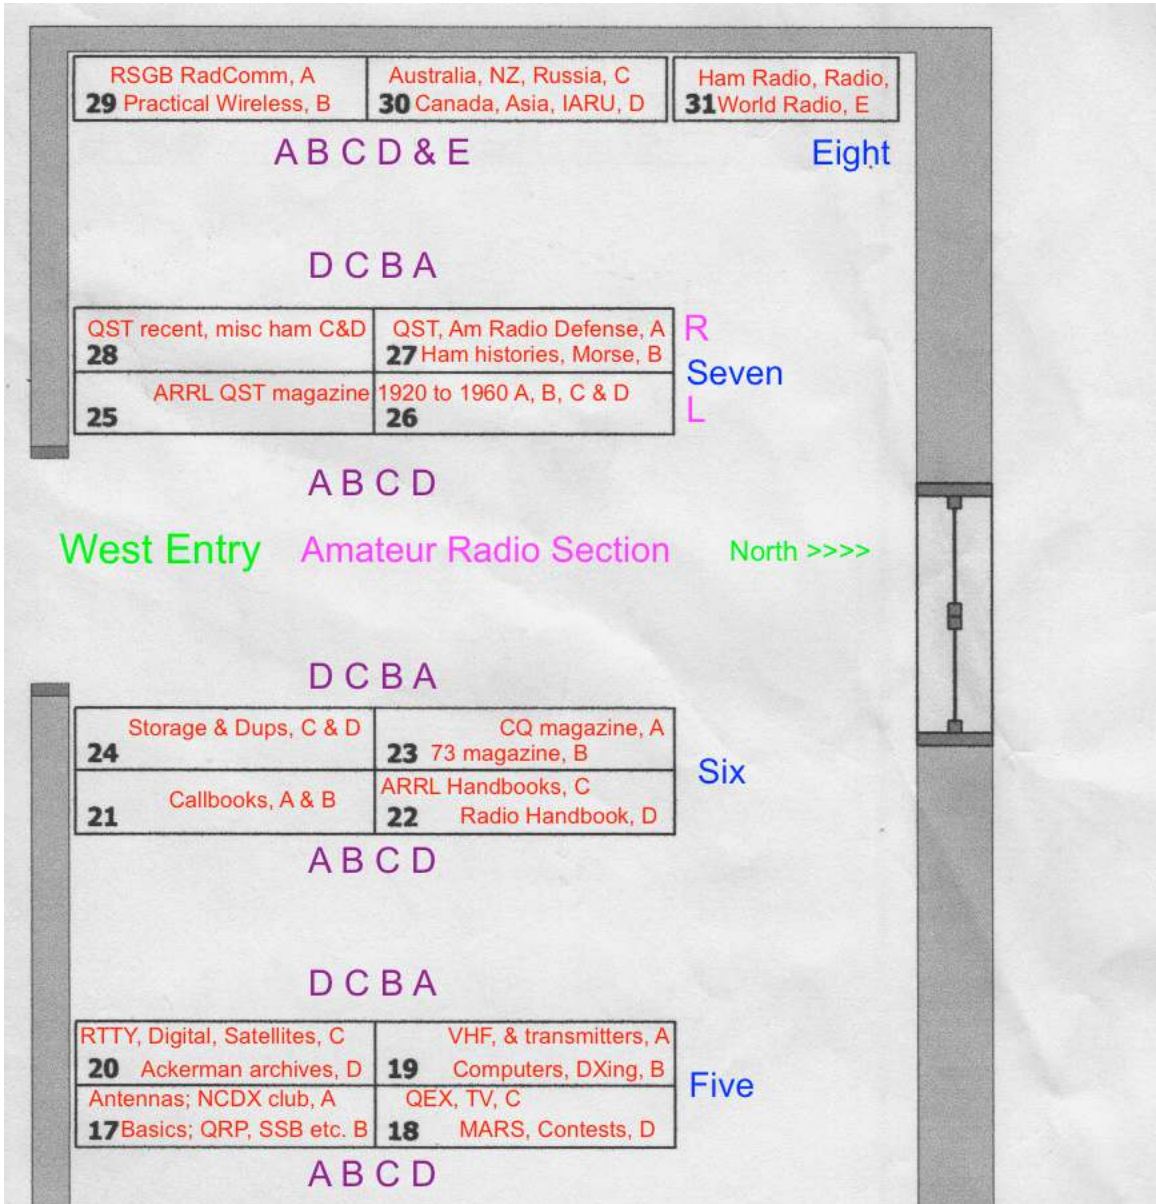 RSGB RadComm, A
29 Practical Wireless, B
Australia, NZ, Russia, C
30 Canada, Asia, IARU, D
Ham Radio, Radio,
31 World Radio, E
A B C D & E
Eight
D C B A
QST recent, misc ham C&D
28
QST, Am Radio Defense, A
27 Ham histories, Morse, B
R
Seven
L
ARRL QST magazine 1920 to 1960 A, B, C & D
25
26
A B C D
West Entry
Amateur Radio Section
North >>>>
D C B A
Storage & Dups, C & D
24
CQ magazine, A
23 73 magazine, B
Six
Callbooks, A & B
21
ARRL Handbooks, C
22 Radio Handbook, D
A B C D
D C B A
RTTY, Digital, Satellites, C
20 Ackerman archives, D
VHF, & transmitters, A
19 Computers, DXing, B
Five
Antennas; NCDX club, A
17 Basics; QRP, SSB etc. B
QEX, TV, C
18 MARS, Contests, D
A B C D